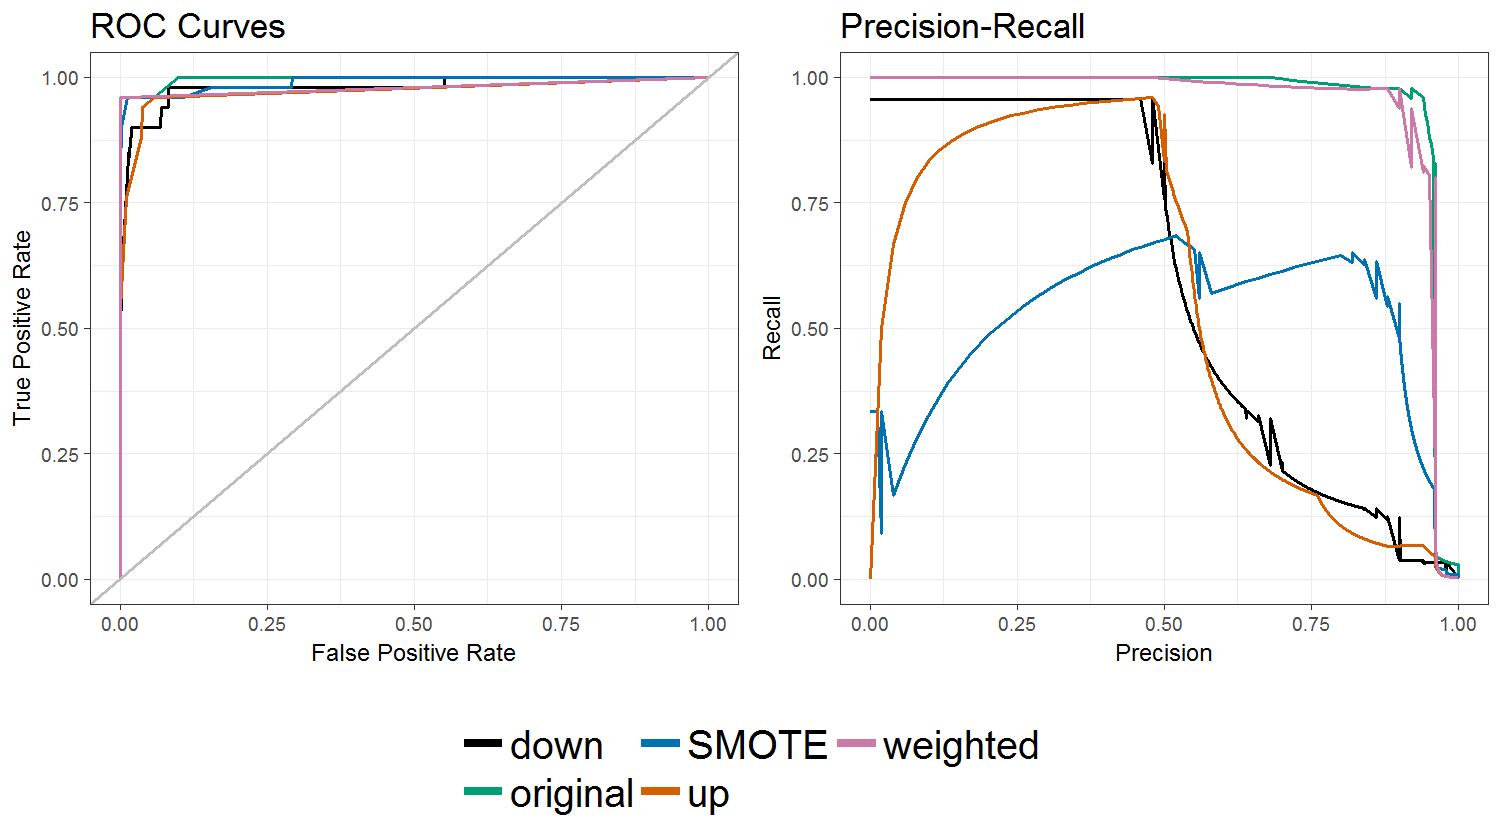 ROC Curves
1.00
0.75
0.50
0.25
0.00
True Positive Rate
0.00 0.25 0.50 0.75 1.00
False Positive Rate
Precision-Recall
1.00
0.75
0.50
0.25
0.00
Recall
0.00 0.25 0.50 0.75 1.00
Precision
down SMOTE weighted
original up